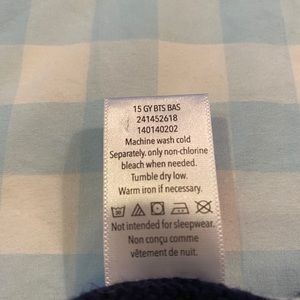 15 GY BTS BAS
241452618
140140202
Machine wash cold
Separately, only non-chlorine
bleach when needed.
Tumble dry low.
Warm iron if necessary.
Not intended for sleepwear.
Non conçu comme
vêtement de nuit.